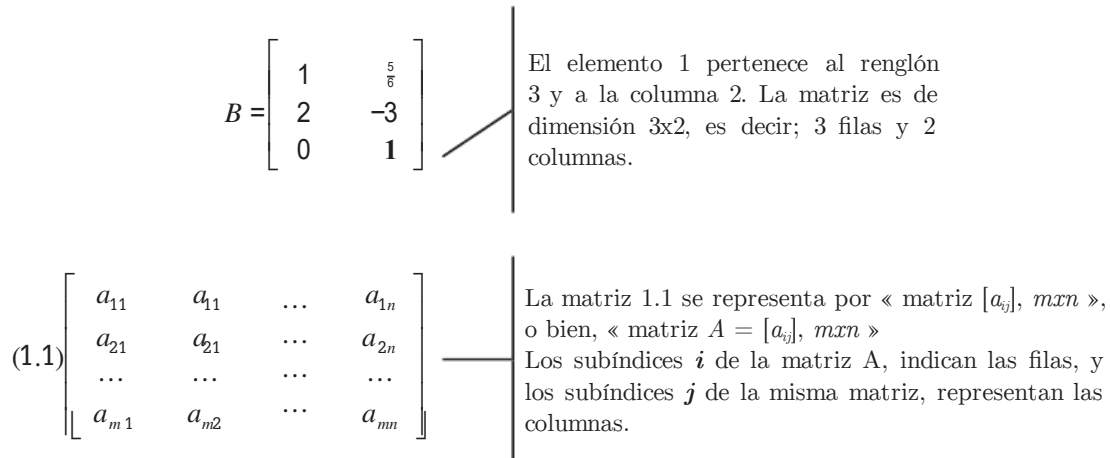 B = [ 1 5/6
2 −3
0 1 ]
El elemento 1 pertenece al renglón
3 y a la columna 2. La matriz es de
dimensión 3x2, es decir; 3 filas y 2
columnas.
(1.1) [ a11 a11 … a1n
a21 a21 … a2n
… … … …
am1 am2 … amn ]
La matriz 1.1 se representa por « matriz [aij], mxn »,
o bien, « matriz A = [aij], mxn »
Los subíndices i de la matriz A, indican las filas, y
los subíndices j de la misma matriz, representan las
columnas.